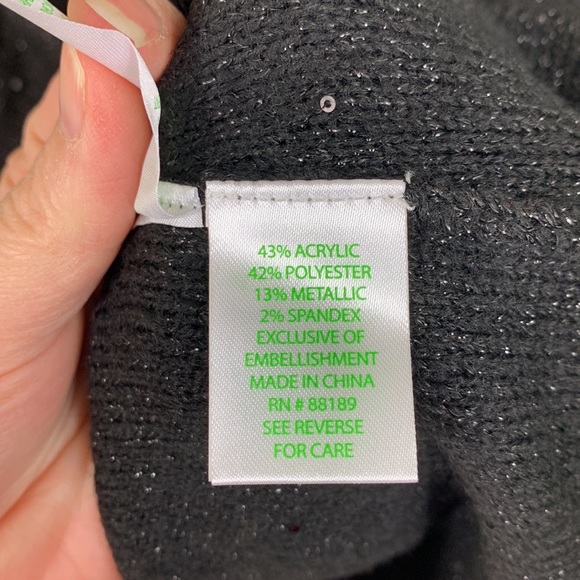 43% ACRYLIC
42% POLYESTER
13% METALLIC
2% SPANDEX
EXCLUSIVE OF
EMBELLISHMENT
MADE IN CHINA
RN # 88189
SEE REVERSE
FOR CARE